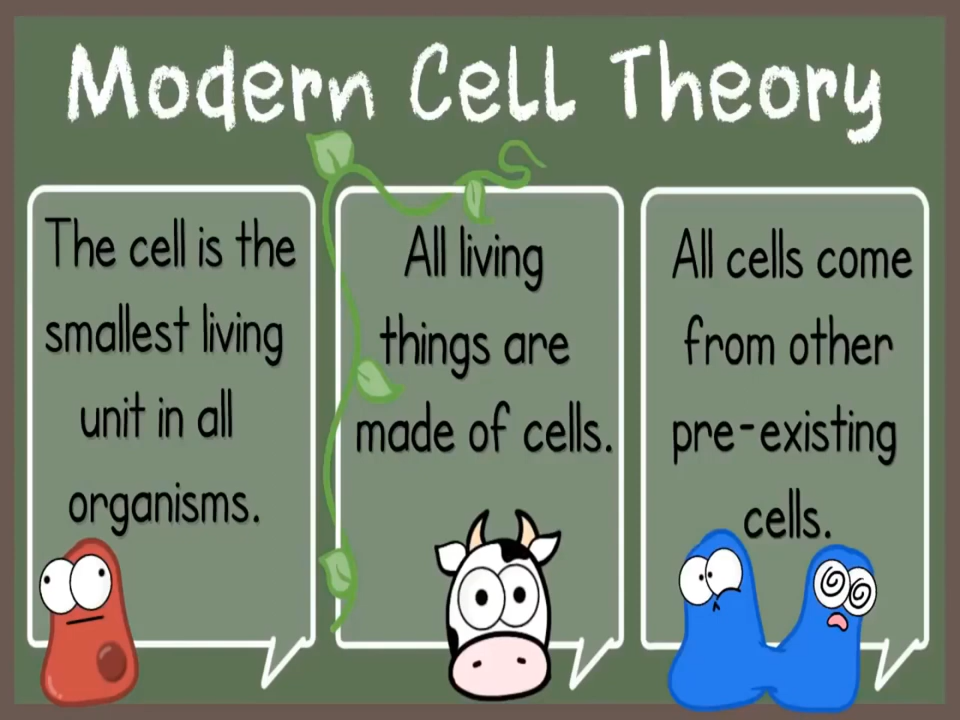 Modern Cell Theory
The cell is the
smallest living
unit in all
organisms.
All living
things are
made of cells.
All cells come
from other
pre-existing
cells.